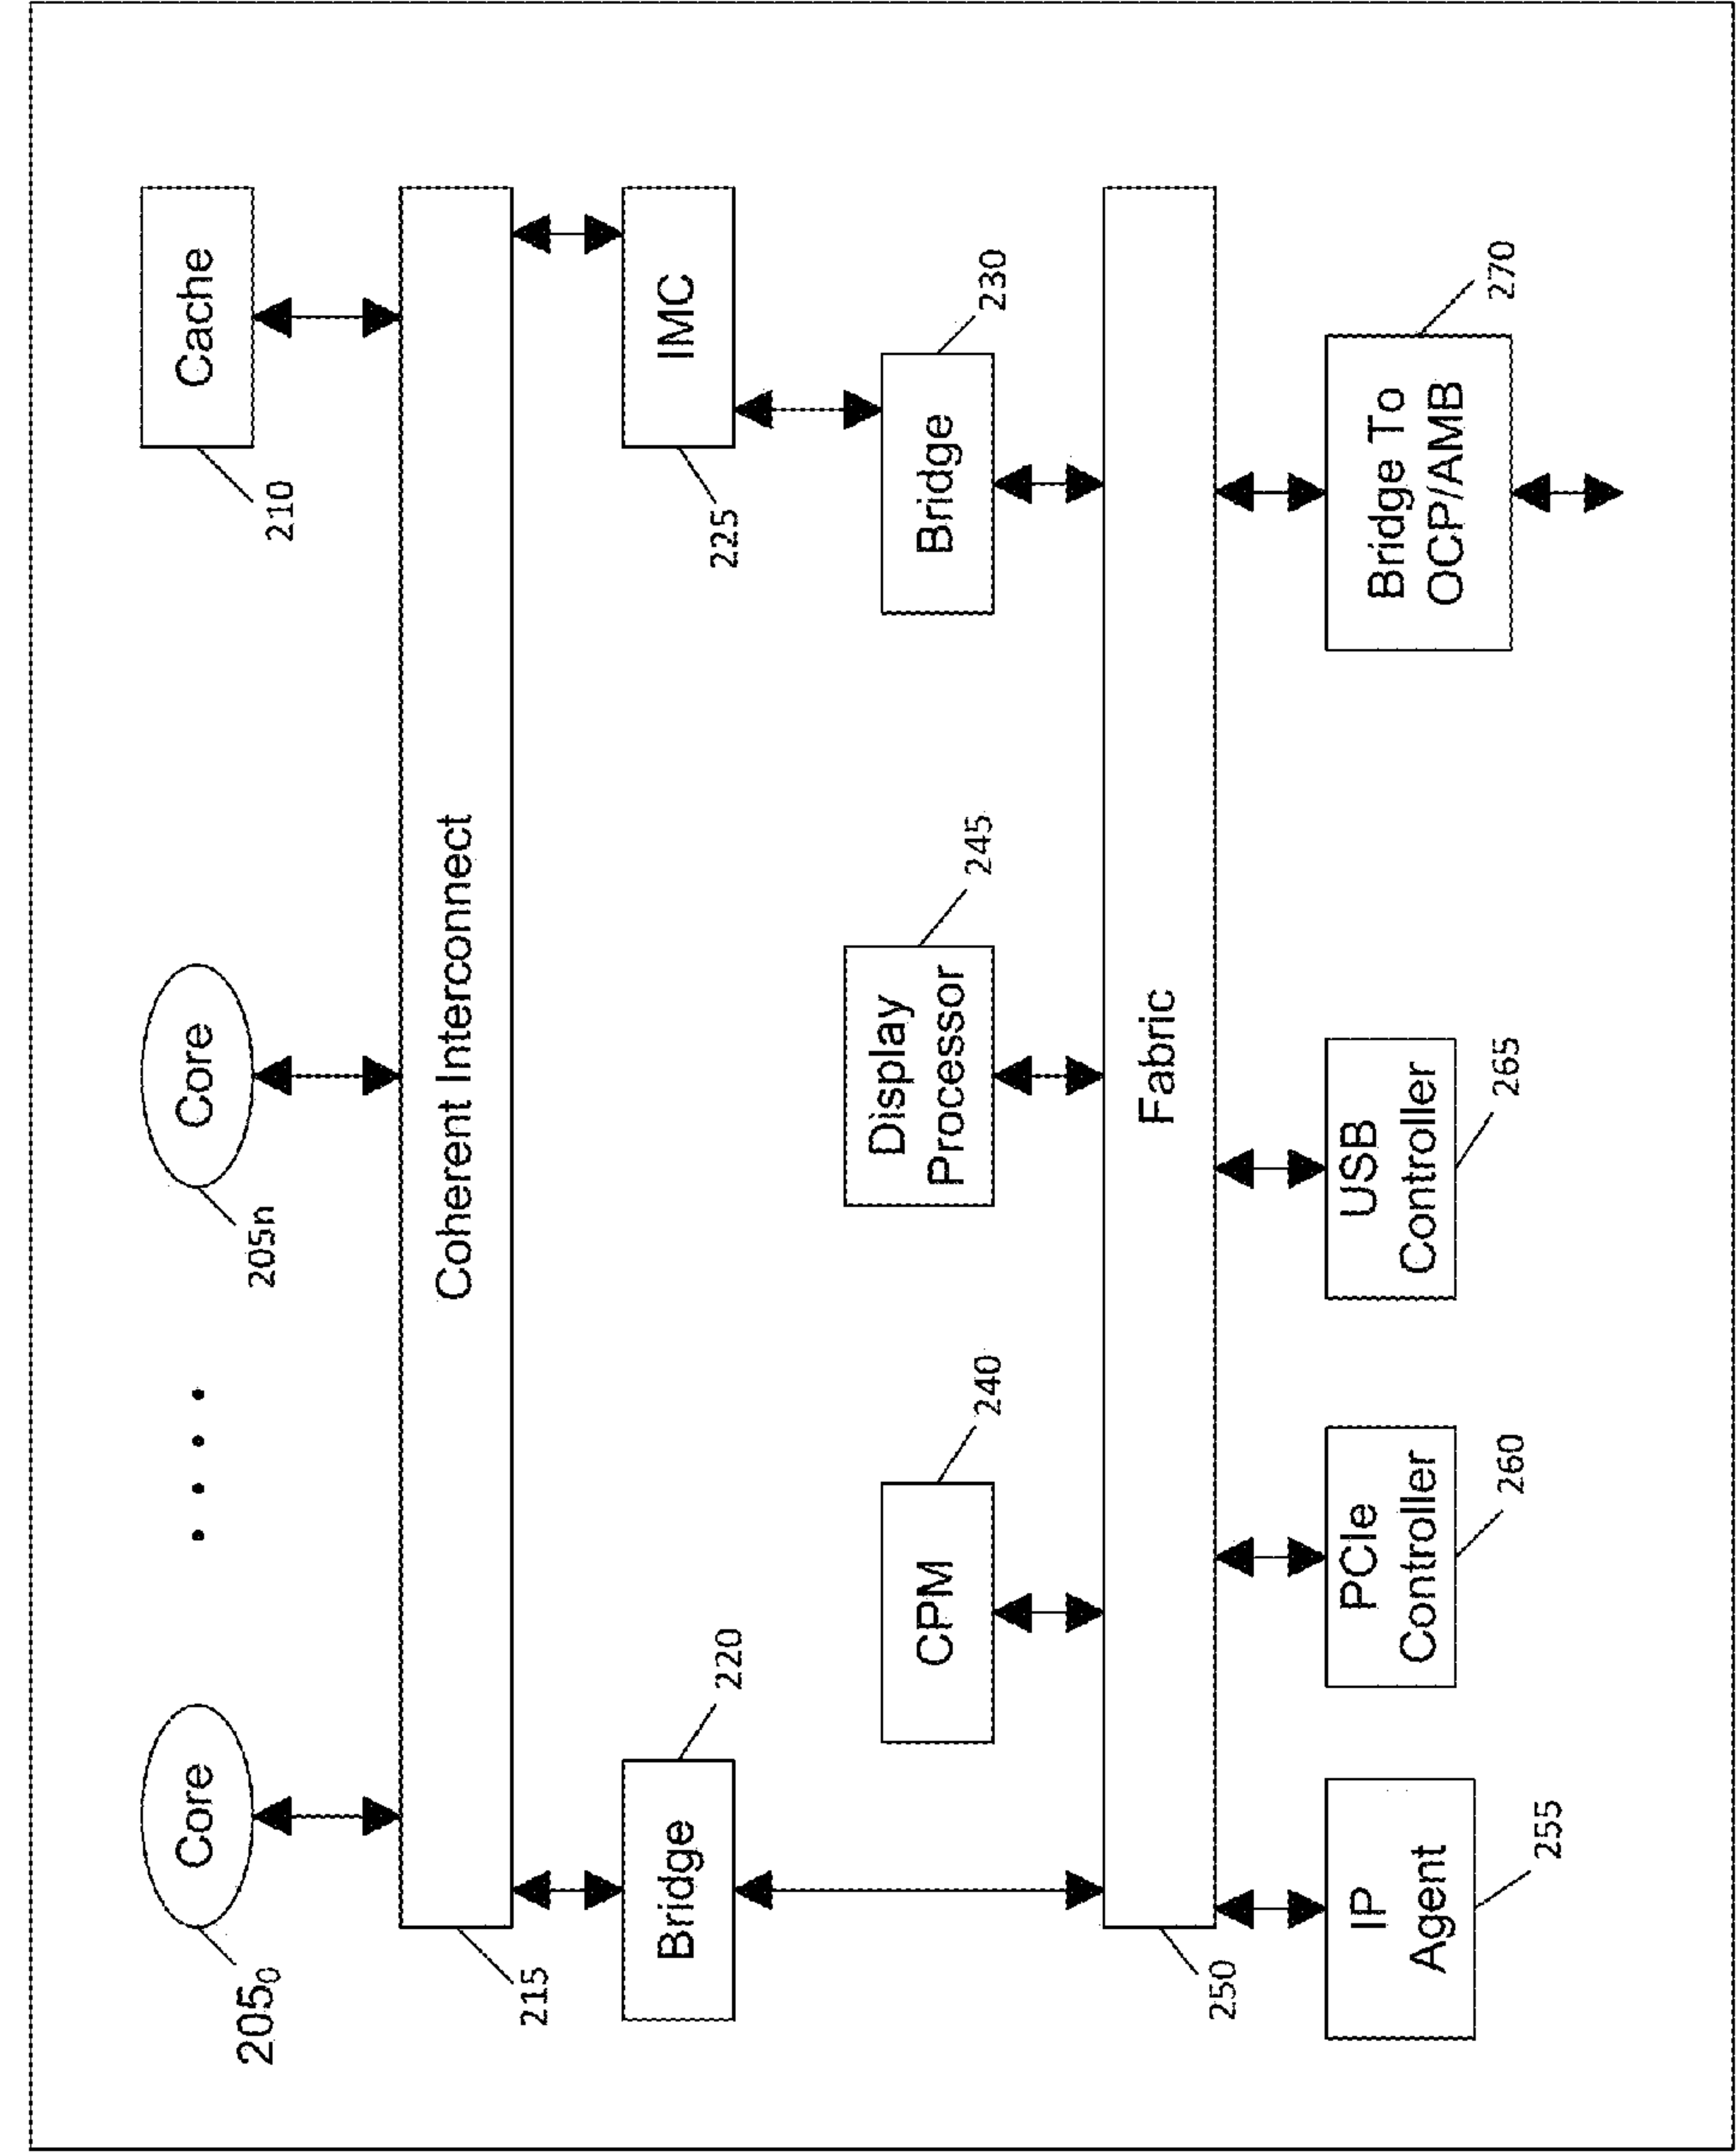 Core
Core
Cache
205₀
205n
210
Coherent Interconnect
215
Bridge
220
IMC
225
CPM
240
Display
Processor
245
Bridge
230
Fabric
250
IP
Agent
255
PCIe
Controller
260
USB
Controller
265
Bridge To
OCP/AMB
270